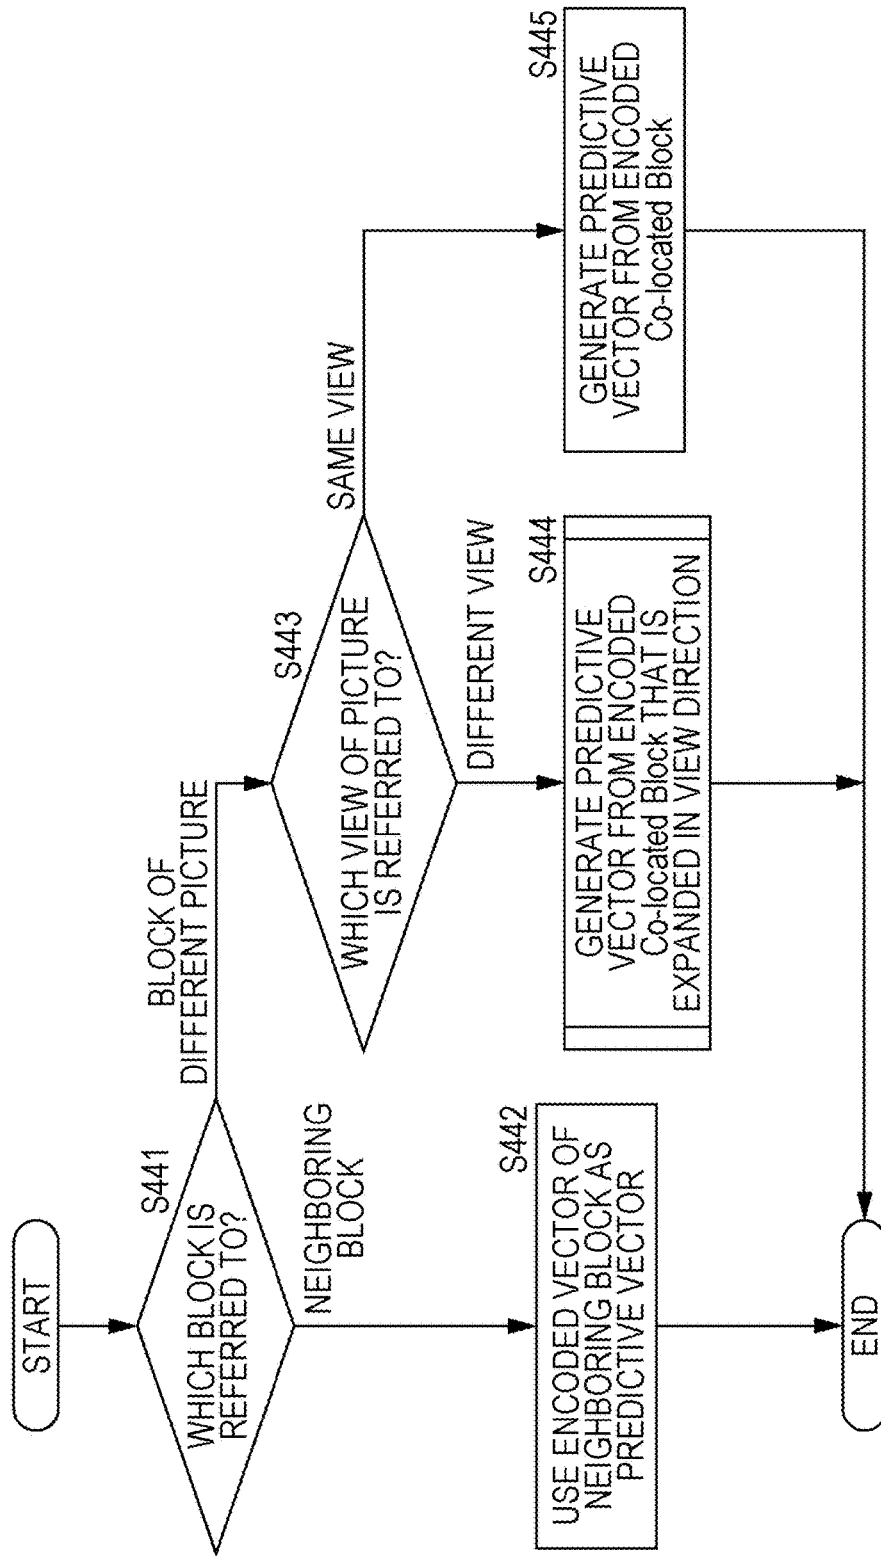 START
S441
WHICH BLOCK IS
REFERRED TO?
BLOCK OF
DIFFERENT PICTURE
NEIGHBORING
BLOCK
S443
WHICH VIEW OF PICTURE
IS REFERRED TO?
SAME VIEW
DIFFERENT VIEW
S442
USE ENCODED VECTOR OF
NEIGHBORING BLOCK AS
PREDICTIVE VECTOR
S444
GENERATE PREDICTIVE
VECTOR FROM ENCODED
Co-located Block THAT IS
EXPANDED IN VIEW DIRECTION
S445
GENERATE PREDICTIVE
VECTOR FROM ENCODED
Co-located Block
END